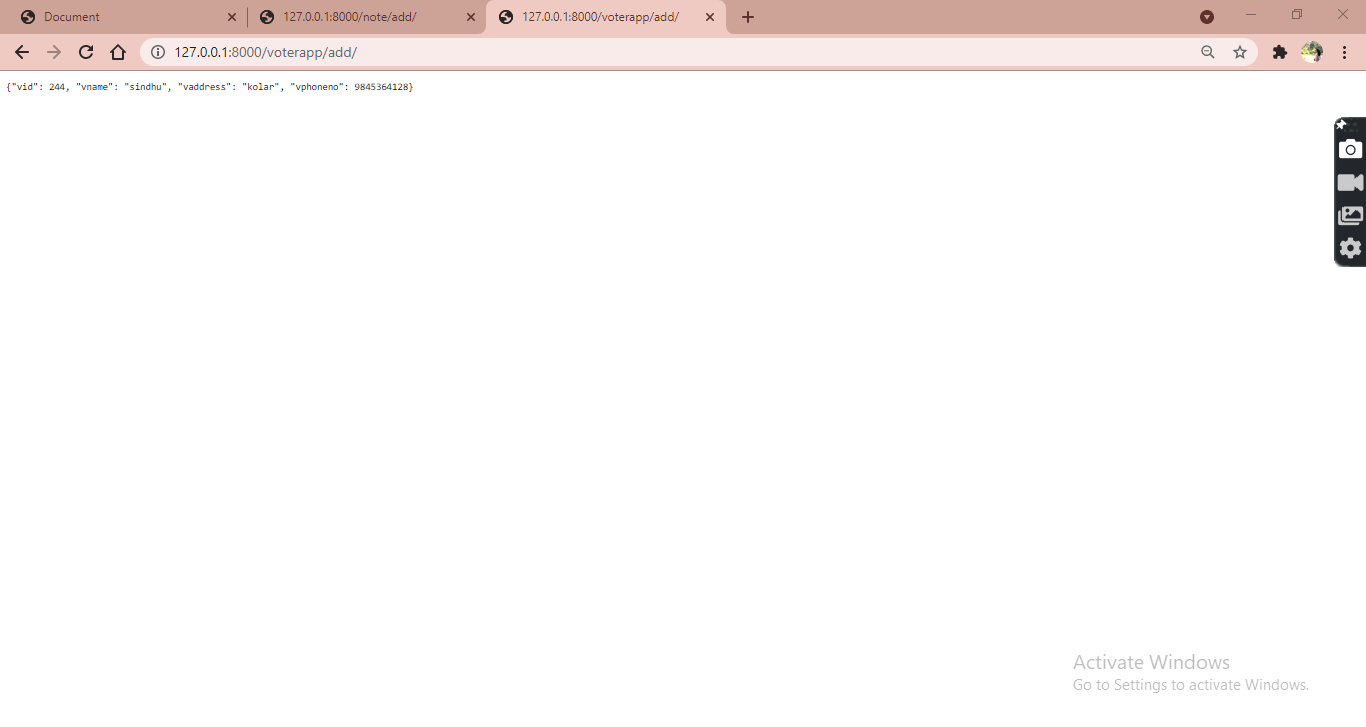 Document
127.0.0.1:8000/note/add/
127.0.0.1:8000/voterapp/add/
127.0.0.1:8000/voterapp/add/
{"vid": 244, "vname": "sindhu", "vaddress": "kolar", "vphoneno": 9845364128}
Activate Windows
Go to Settings to activate Windows.